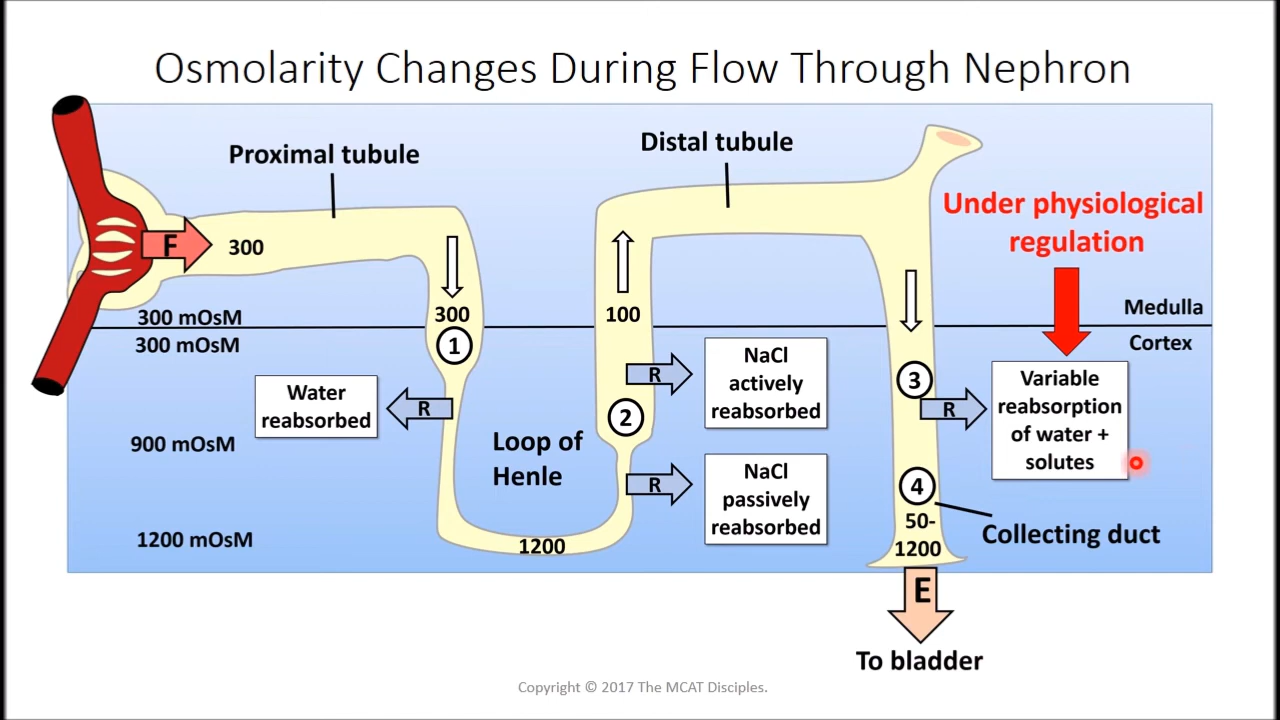 Osmolarity Changes During Flow Through Nephron
Proximal tubule
Distal tubule
Under physiological
regulation
F
300
300 mOsM
300
100
Medulla
300 mOsM
Cortex
1
2
3
4
Water
reabsorbed
R
R
NaCl
actively
reabsorbed
R
Variable
reabsorption
of water +
solutes
900 mOsM
Loop of
Henle
R
NaCl
passively
reabsorbed
1200 mOsM
1200
50-
1200
Collecting duct
E
To bladder
Copyright © 2017 The MCAT Disciples.